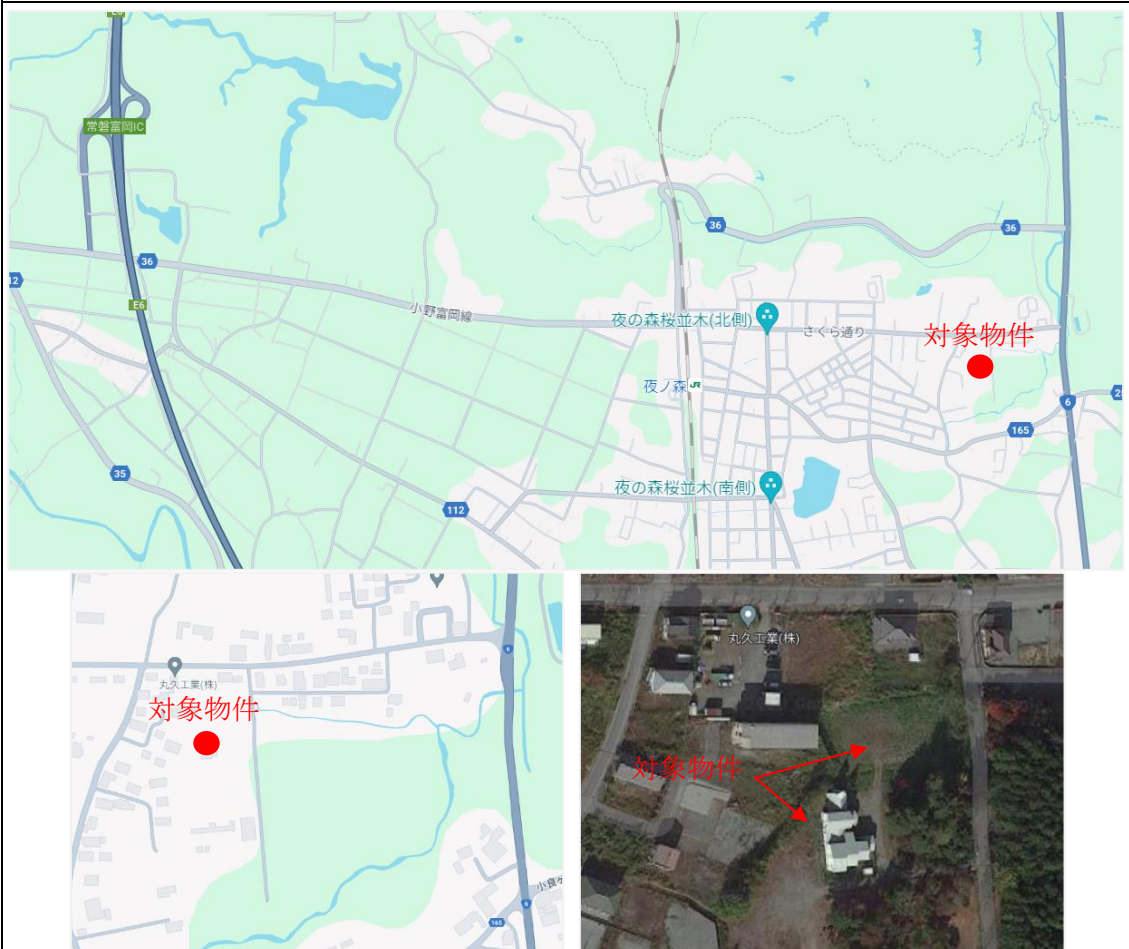 常磐富岡IC
36
36
36
12
E6
小野富岡線
夜の森桜並木(北側)
さくら通り
対象物件
夜ノ森
JR
6
165
35
夜の森桜並木(南側)
112
丸久工業(株)
対象物件
6
6
165
丸久工業(株)
対象物件